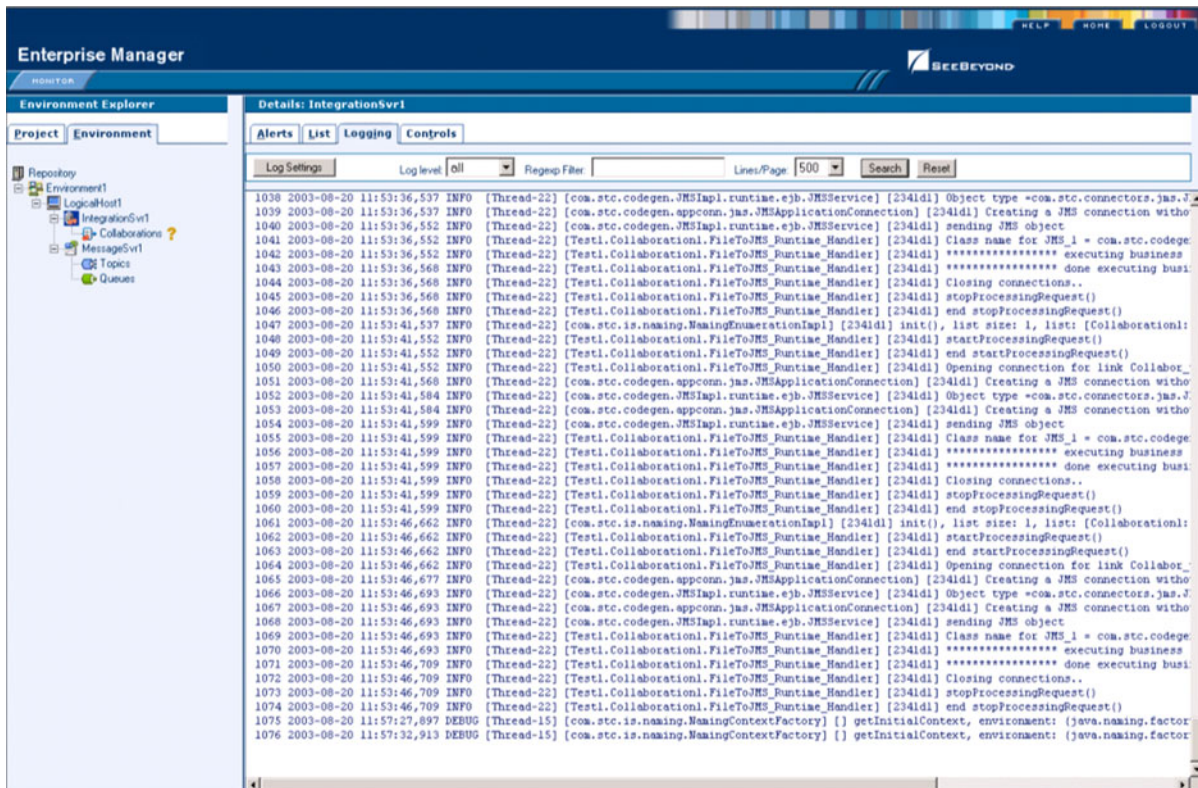 HELP HOME LOGOUT
Enterprise Manager
SEEBEYOND
MONITOR
Environment Explorer
Details: IntegrationSvr1
Project Environment
Alerts List Logging Controls
Log Settings Log level: all Regexp Filter: Lines/Page: 500 Search Reset
Repository
Environment1
LogicalHost1
IntegrationSvr1
Collaborations ?
MessageSvr1
Topics
Queues
1038 2003-08-20 11:53:36,537 INFO [Thread-22] [com.stc.codegen.JMSImpl.runtime.ejb.JMSService] [234ld1] Object type =com.stc.connectors.jms.J
1039 2003-08-20 11:53:36,537 INFO [Thread-22] [com.stc.codegen.appconn.jms.JMSApplicationConnection] [234ld1] Creating a JMS connection witho
1040 2003-08-20 11:53:36,552 INFO [Thread-22] [com.stc.codegen.JMSImpl.runtime.ejb.JMSService] [234ld1] sending JMS object
1041 2003-08-20 11:53:36,552 INFO [Thread-22] [Test1.Collaboration1.FileToJMS_Runtime_Handler] [234ld1] Class name for JMS_1 = com.stc.codege
1042 2003-08-20 11:53:36,552 INFO [Thread-22] [Test1.Collaboration1.FileToJMS_Runtime_Handler] [234ld1] ***************** executing business
1043 2003-08-20 11:53:36,568 INFO [Thread-22] [Test1.Collaboration1.FileToJMS_Runtime_Handler] [234ld1] ***************** done executing busi
1044 2003-08-20 11:53:36,568 INFO [Thread-22] [Test1.Collaboration1.FileToJMS_Runtime_Handler] [234ld1] Closing connections..
1045 2003-08-20 11:53:36,568 INFO [Thread-22] [Test1.Collaboration1.FileToJMS_Runtime_Handler] [234ld1] stopProcessingRequest()
1046 2003-08-20 11:53:36,568 INFO [Thread-22] [Test1.Collaboration1.FileToJMS_Runtime_Handler] [234ld1] end stopProcessingRequest()
1047 2003-08-20 11:53:41,537 INFO [Thread-22] [com.stc.is.naming.NamingEnumerationImpl] [234ld1] init(), list size: 1, list: [Collaboration1:
1048 2003-08-20 11:53:41,552 INFO [Thread-22] [Test1.Collaboration1.FileToJMS_Runtime_Handler] [234ld1] startProcessingRequest()
1049 2003-08-20 11:53:41,552 INFO [Thread-22] [Test1.Collaboration1.FileToJMS_Runtime_Handler] [234ld1] end startProcessingRequest()
1050 2003-08-20 11:53:41,552 INFO [Thread-22] [Test1.Collaboration1.FileToJMS_Runtime_Handler] [234ld1] Opening connection for link Collabor_
1051 2003-08-20 11:53:41,568 INFO [Thread-22] [com.stc.codegen.appconn.jms.JMSApplicationConnection] [234ld1] Creating a JMS connection witho
1052 2003-08-20 11:53:41,584 INFO [Thread-22] [com.stc.codegen.JMSImpl.runtime.ejb.JMSService] [234ld1] Object type =com.stc.connectors.jms.J
1053 2003-08-20 11:53:41,584 INFO [Thread-22] [com.stc.codegen.appconn.jms.JMSApplicationConnection] [234ld1] Creating a JMS connection witho
1054 2003-08-20 11:53:41,599 INFO [Thread-22] [com.stc.codegen.JMSImpl.runtime.ejb.JMSService] [234ld1] sending JMS object
1055 2003-08-20 11:53:41,599 INFO [Thread-22] [Test1.Collaboration1.FileToJMS_Runtime_Handler] [234ld1] Class name for JMS_1 = com.stc.codege
1056 2003-08-20 11:53:41,599 INFO [Thread-22] [Test1.Collaboration1.FileToJMS_Runtime_Handler] [234ld1] ***************** executing business
1057 2003-08-20 11:53:41,599 INFO [Thread-22] [Test1.Collaboration1.FileToJMS_Runtime_Handler] [234ld1] ***************** done executing busi
1058 2003-08-20 11:53:41,599 INFO [Thread-22] [Test1.Collaboration1.FileToJMS_Runtime_Handler] [234ld1] Closing connections..
1059 2003-08-20 11:53:41,599 INFO [Thread-22] [Test1.Collaboration1.FileToJMS_Runtime_Handler] [234ld1] stopProcessingRequest()
1060 2003-08-20 11:53:41,599 INFO [Thread-22] [Test1.Collaboration1.FileToJMS_Runtime_Handler] [234ld1] end stopProcessingRequest()
1061 2003-08-20 11:53:46,662 INFO [Thread-22] [com.stc.is.naming.NamingEnumerationImpl] [234ld1] init(), list size: 1, list: [Collaboration1:
1062 2003-08-20 11:53:46,662 INFO [Thread-22] [Test1.Collaboration1.FileToJMS_Runtime_Handler] [234ld1] startProcessingRequest()
1063 2003-08-20 11:53:46,662 INFO [Thread-22] [Test1.Collaboration1.FileToJMS_Runtime_Handler] [234ld1] end startProcessingRequest()
1064 2003-08-20 11:53:46,662 INFO [Thread-22] [Test1.Collaboration1.FileToJMS_Runtime_Handler] [234ld1] Opening connection for link Collabor_
1065 2003-08-20 11:53:46,677 INFO [Thread-22] [com.stc.codegen.appconn.jms.JMSApplicationConnection] [234ld1] Creating a JMS connection witho
1066 2003-08-20 11:53:46,693 INFO [Thread-22] [com.stc.codegen.JMSImpl.runtime.ejb.JMSService] [234ld1] Object type =com.stc.connectors.jms.J
1067 2003-08-20 11:53:46,693 INFO [Thread-22] [com.stc.codegen.appconn.jms.JMSApplicationConnection] [234ld1] Creating a JMS connection witho
1068 2003-08-20 11:53:46,693 INFO [Thread-22] [com.stc.codegen.JMSImpl.runtime.ejb.JMSService] [234ld1] sending JMS object
1069 2003-08-20 11:53:46,693 INFO [Thread-22] [Test1.Collaboration1.FileToJMS_Runtime_Handler] [234ld1] Class name for JMS_1 = com.stc.codege
1070 2003-08-20 11:53:46,693 INFO [Thread-22] [Test1.Collaboration1.FileToJMS_Runtime_Handler] [234ld1] ***************** executing business
1071 2003-08-20 11:53:46,709 INFO [Thread-22] [Test1.Collaboration1.FileToJMS_Runtime_Handler] [234ld1] ***************** done executing busi
1072 2003-08-20 11:53:46,709 INFO [Thread-22] [Test1.Collaboration1.FileToJMS_Runtime_Handler] [234ld1] Closing connections..
1073 2003-08-20 11:53:46,709 INFO [Thread-22] [Test1.Collaboration1.FileToJMS_Runtime_Handler] [234ld1] stopProcessingRequest()
1074 2003-08-20 11:53:46,709 INFO [Thread-22] [Test1.Collaboration1.FileToJMS_Runtime_Handler] [234ld1] end stopProcessingRequest()
1075 2003-08-20 11:57:27,897 DEBUG [Thread-15] [com.stc.is.naming.NamingContextFactory] [] getInitialContext, environment: {java.naming.factor
1076 2003-08-20 11:57:32,913 DEBUG [Thread-15] [com.stc.is.naming.NamingContextFactory] [] getInitialContext, environment: {java.naming.factor